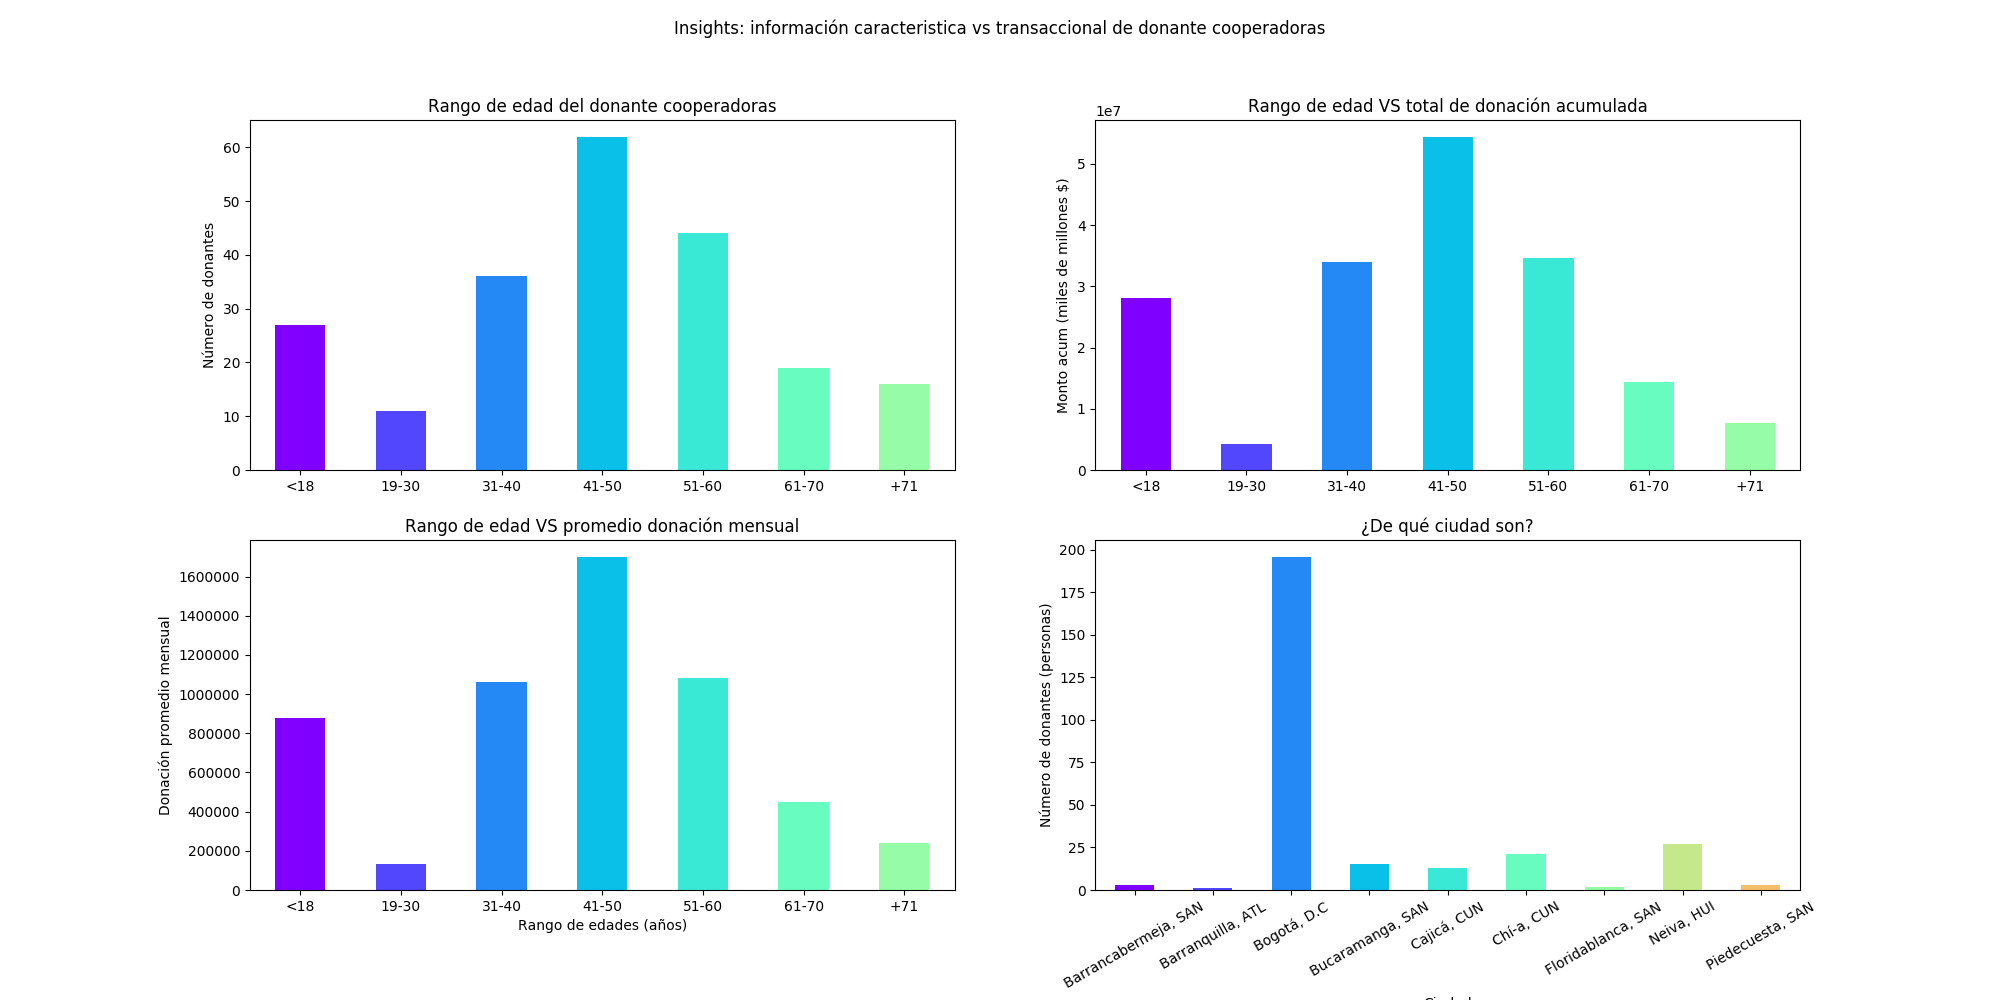 Insights: información caracteristica vs transaccional de donante cooperadoras
Rango de edad del donante cooperadoras
Número de donantes
60
50
40
30
20
10
0
<18 19-30 31-40 41-50 51-60 61-70 +71
Rango de edad VS total de donación acumulada
1e7
Monto acum (miles de millones $)
5
4
3
2
1
0
<18 19-30 31-40 41-50 51-60 61-70 +71
Rango de edad VS promedio donación mensual
Donación promedio mensual
1600000
1400000
1200000
1000000
800000
600000
400000
200000
0
<18 19-30 31-40 41-50 51-60 61-70 +71
Rango de edades (años)
¿De qué ciudad son?
Número de donantes (personas)
200
175
150
125
100
75
50
25
0
Barrancabermeja, SAN
Barranquilla, ATL
Bogotá, D.C
Bucaramanga, SAN
Cajicá, CUN
Chí-a, CUN
Floridablanca, SAN
Neiva, HUI
Piedecuesta, SAN